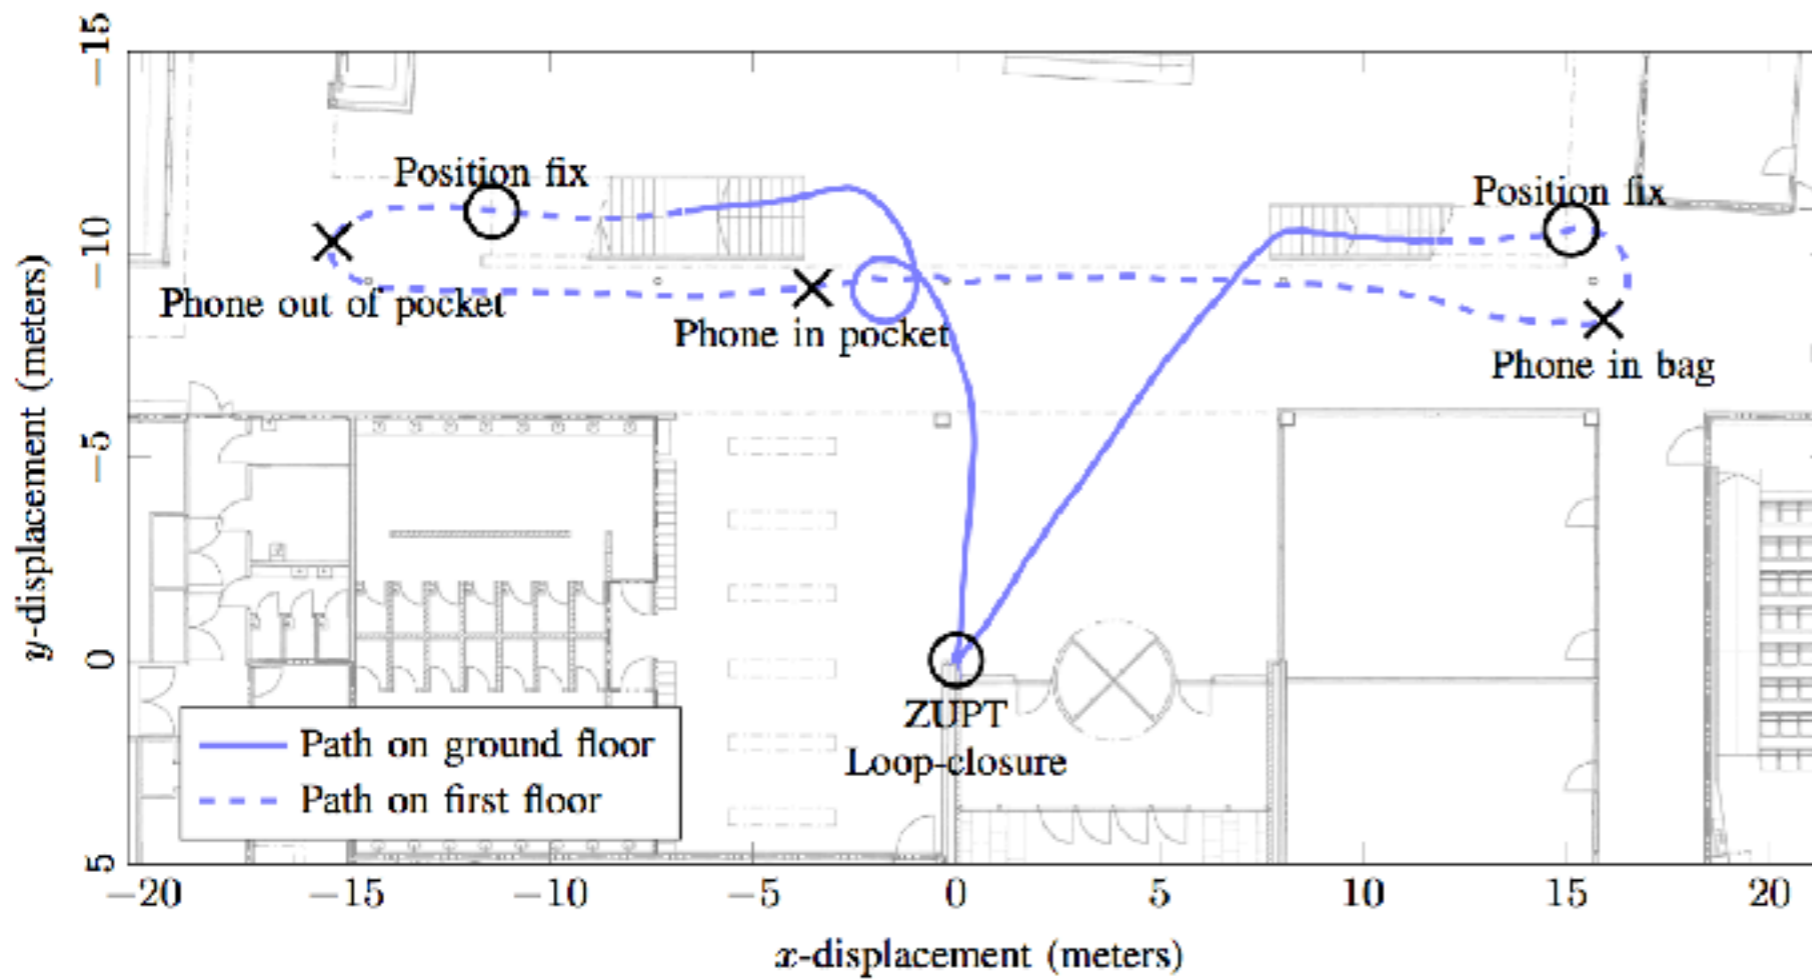 −15
−10
−5
0
5
y-displacement (meters)
Position fix
Position fix
Phone out of pocket
Phone in pocket
Phone in bag
ZUPT
Loop-closure
Path on ground floor
Path on first floor
−20 −15 −10 −5 0 5 10 15 20
x-displacement (meters)